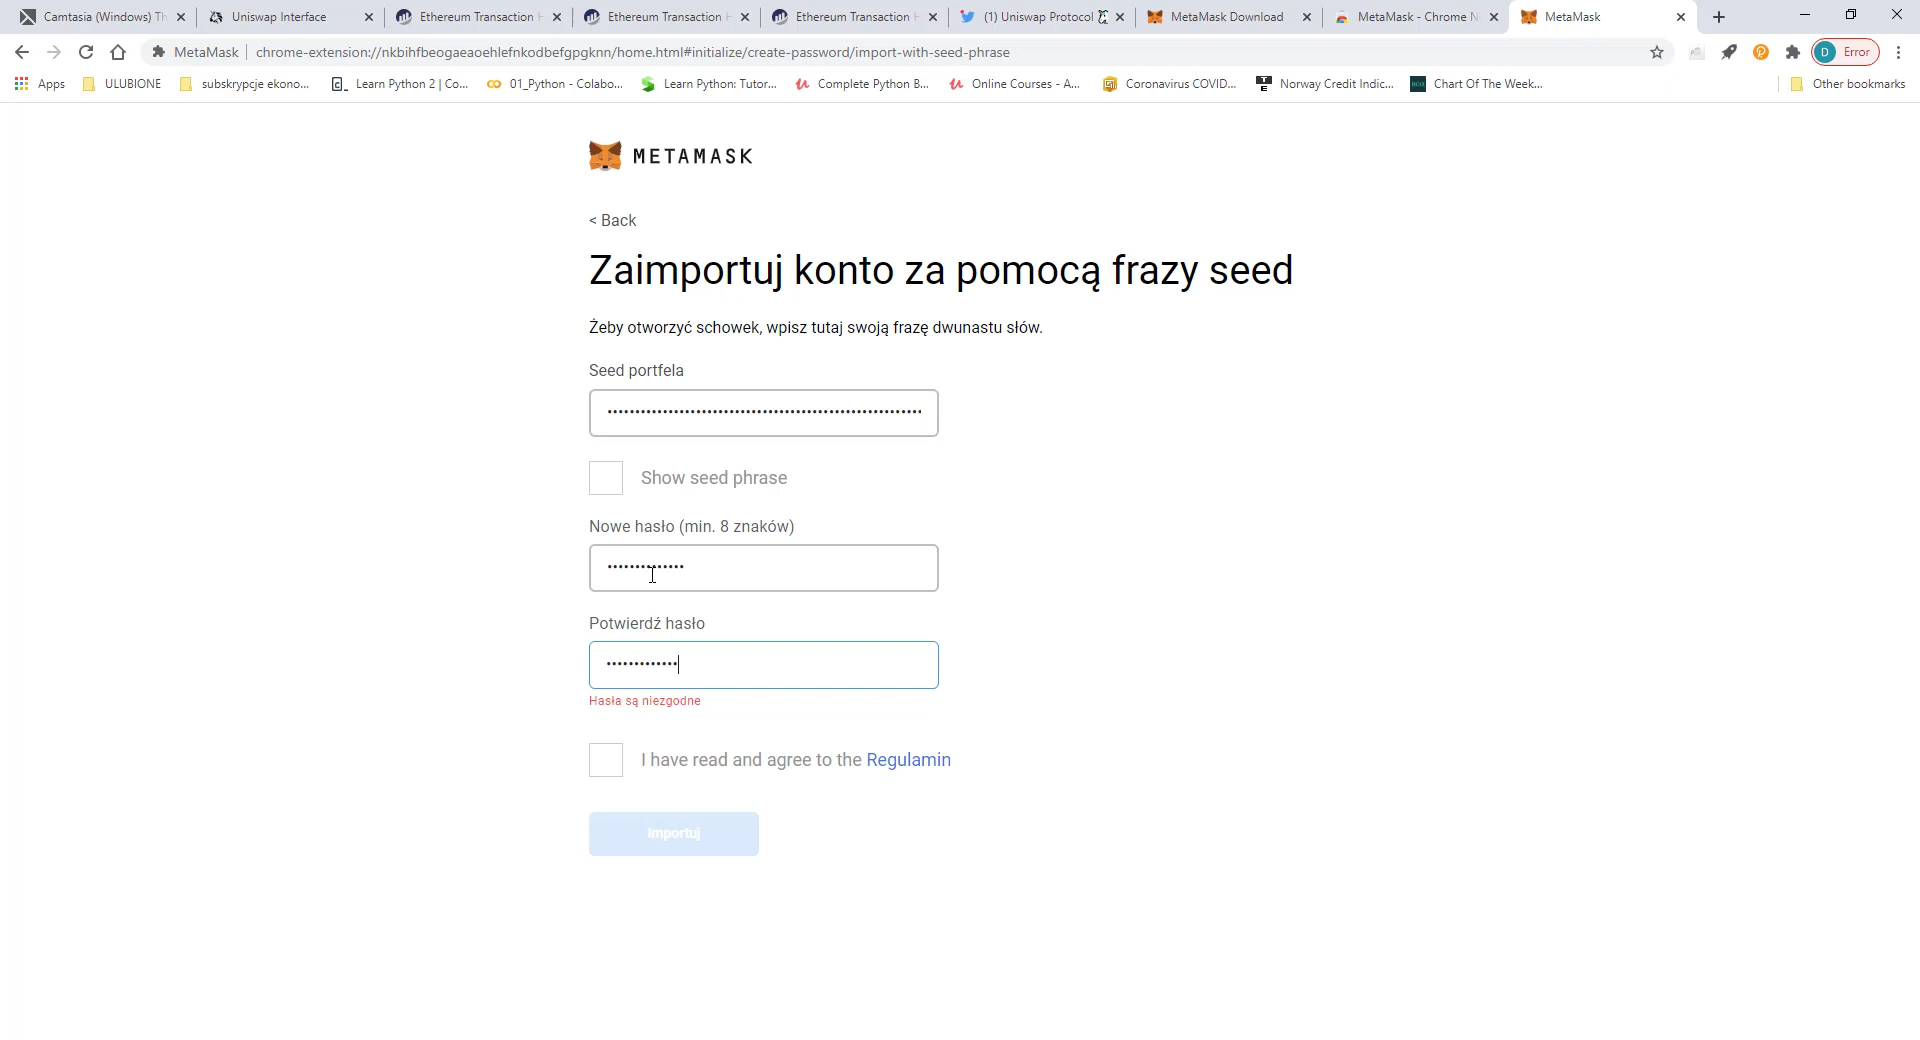 Camtasia (Windows) Th
Uniswap Interface
Ethereum Transaction H
Ethereum Transaction H
Ethereum Transaction H
(1) Uniswap Protocol
MetaMask Download
MetaMask - Chrome N
MetaMask
MetaMask
chrome-extension://nkbihfbeogaeaoehlefnkodbefgpgknn/home.html#initialize/create-password/import-with-seed-phrase
D Error
Apps
ULUBIONE
subskrypcje ekono...
Learn Python 2 | Co...
01_Python - Colabo...
Learn Python: Tutor...
Complete Python B...
Online Courses - A...
Coronavirus COVID...
Norway Credit Indic...
Chart Of The Week...
Other bookmarks
METAMASK
< Back
Zaimportuj konto za pomocą frazy seed
Żeby otworzyć schowek, wpisz tutaj swoją frazę dwunastu słów.
Seed portfela
Show seed phrase
Nowe hasło (min. 8 znaków)
Potwierdź hasło
Hasła są niezgodne
I have read and agree to the Regulamin
Importuj